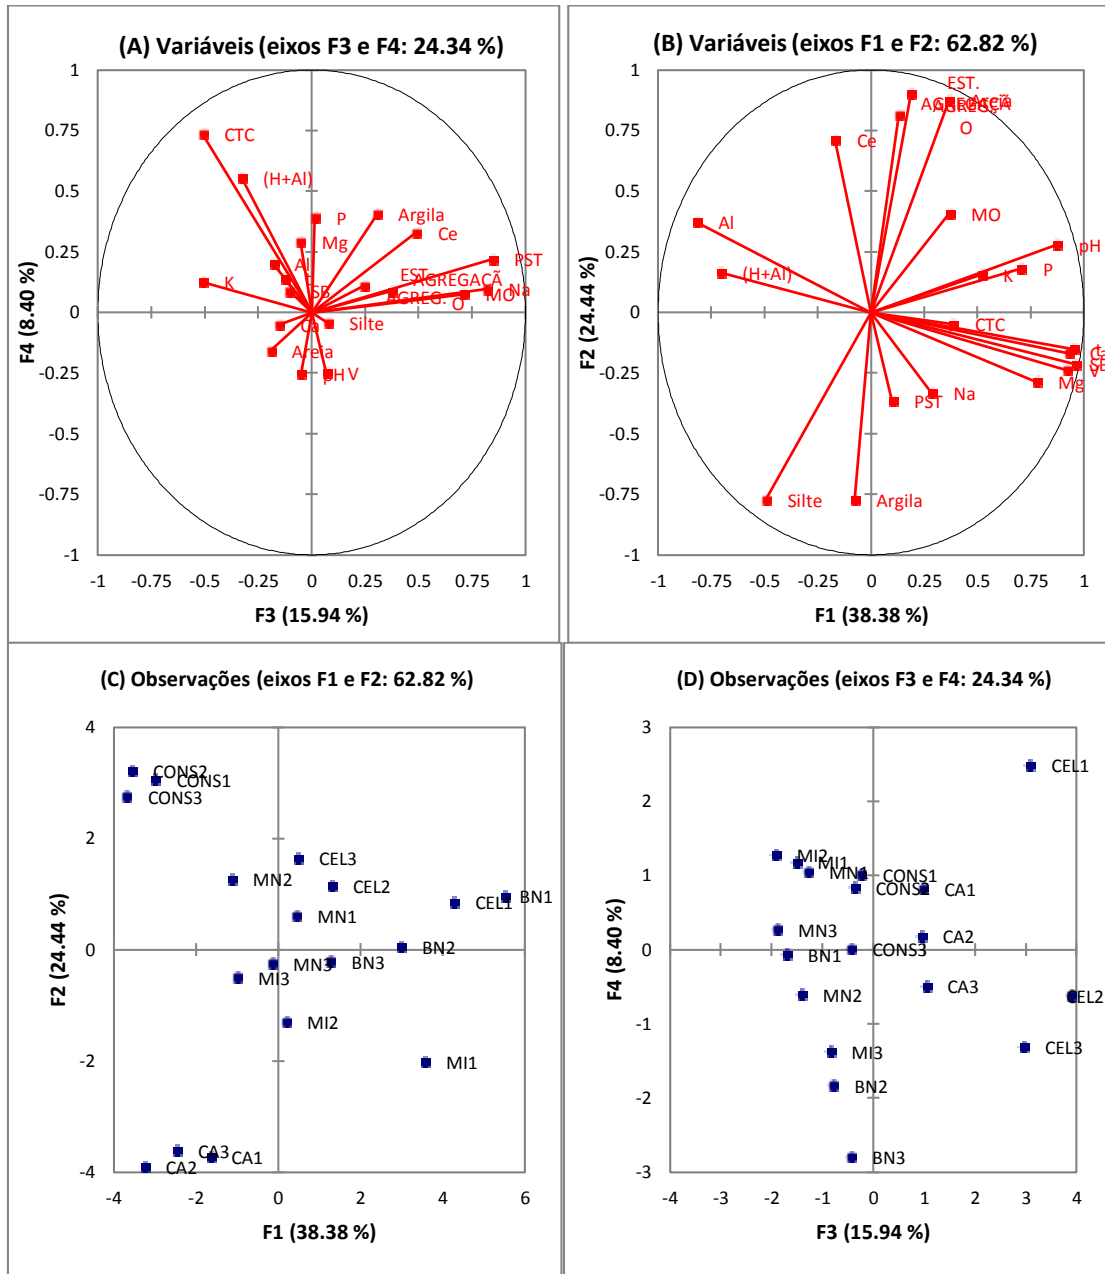 (A) Variáveis (eixos F3 e F4: 24.34 %)
1
0.75
0.5
0.25
0
-0.25
-0.5
-0.75
-1
-1 -0.75 -0.5 -0.25 0 0.25 0.5 0.75 1
F4 (8.40 %)
F3 (15.94 %)
CTC
(H+Al)
P
Argila
Mg
Ce
Al
PST
K
SB
EST.
AGREGAÇÃ
O
AGREG.
MO
Na
Ca
Silte
Areia
pH
V
(B) Variáveis (eixos F1 e F2: 62.82 %)
1
0.75
0.5
0.25
0
-0.25
-0.5
-0.75
-1
-1 -0.75 -0.5 -0.25 0 0.25 0.5 0.75 1
F2 (24.44 %)
F1 (38.38 %)
EST.
AGREGAÇÃ
O
Areia
Ce
MO
Al
pH
(H+Al)
P
K
CTC
t
SB
V
Mg
Na
PST
Silte
Argila
(C) Observações (eixos F1 e F2: 62.82 %)
4
2
0
-2
-4
-4 -2 0 2 4 6
F2 (24.44 %)
F1 (38.38 %)
CONS2
CONS1
CONS3
CEL3
MN2
CEL2
CEL1
BN1
MN1
BN2
MN3
BN3
MI3
MI2
MI1
CA3
CA1
CA2
(D) Observações (eixos F3 e F4: 24.34 %)
3
2
1
0
-1
-2
-3
-4 -3 -2 -1 0 1 2 3 4
F4 (8.40 %)
F3 (15.94 %)
CEL1
MI2
MI1
MN1
CONS1
CONS2
CA1
MN3
CA2
BN1
CONS3
MN2
CA3
CEL2
MI3
CEL3
BN2
BN3